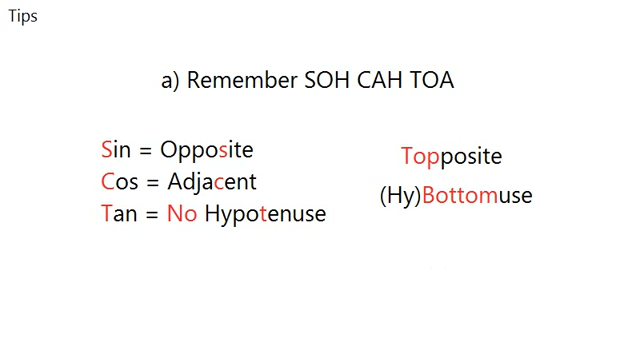 Tips
a) Remember SOH CAH TOA
Sin = Opposite
Cos = Adjacent
Tan = No Hypotenuse
Topposite
(Hy)Bottomuse